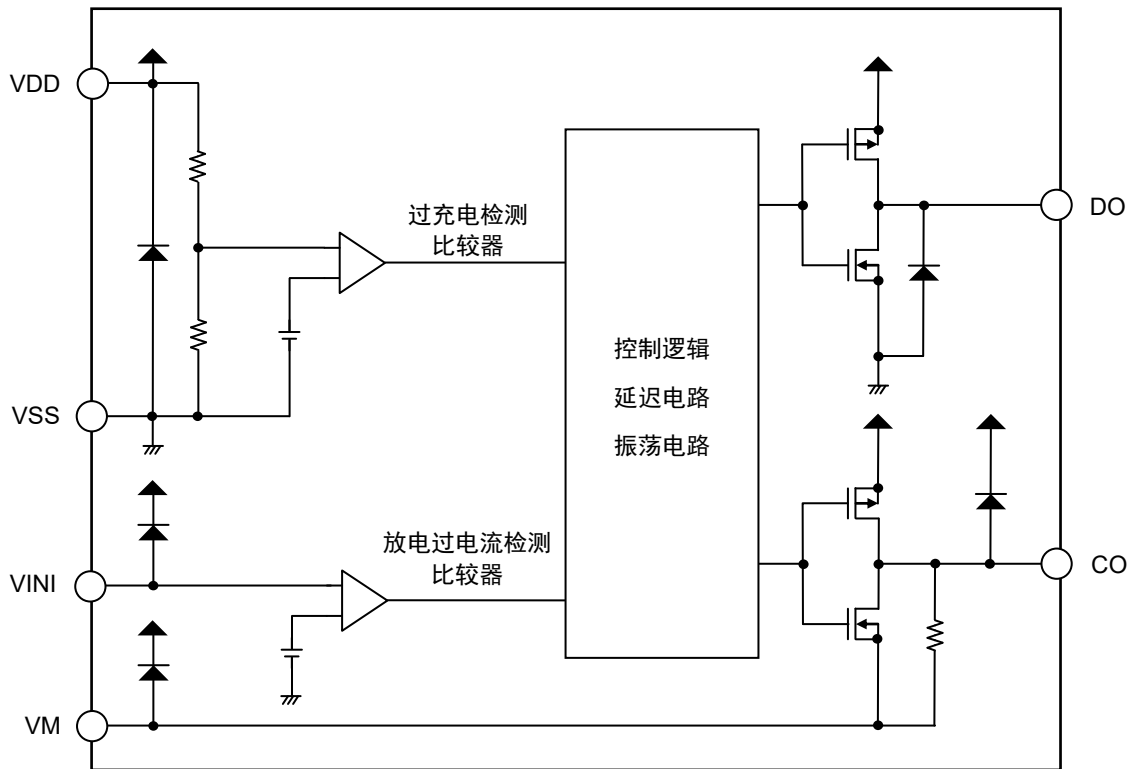 VDD
DO
过充电检测
比较器
控制逻辑
延迟电路
振荡电路
VSS
放电过电流检测
比较器
VINI
CO
VM